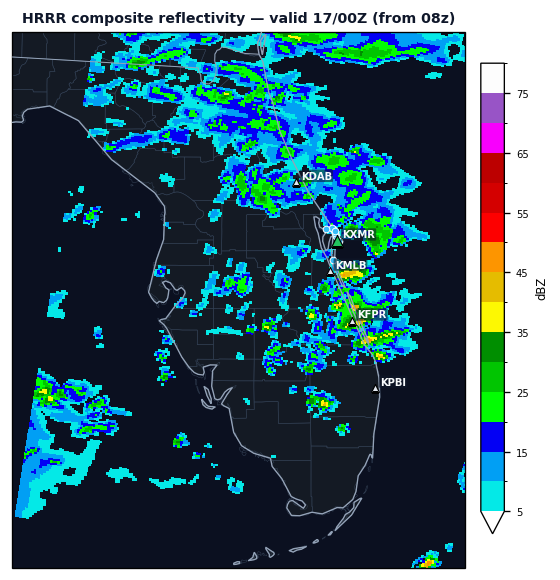 HRRR composite reflectivity — valid 17/00Z (from 08z)
KDAB
KXMR
KMLB
KFPR
KPBI
75
65
55
45
35
25
15
5
dBZ